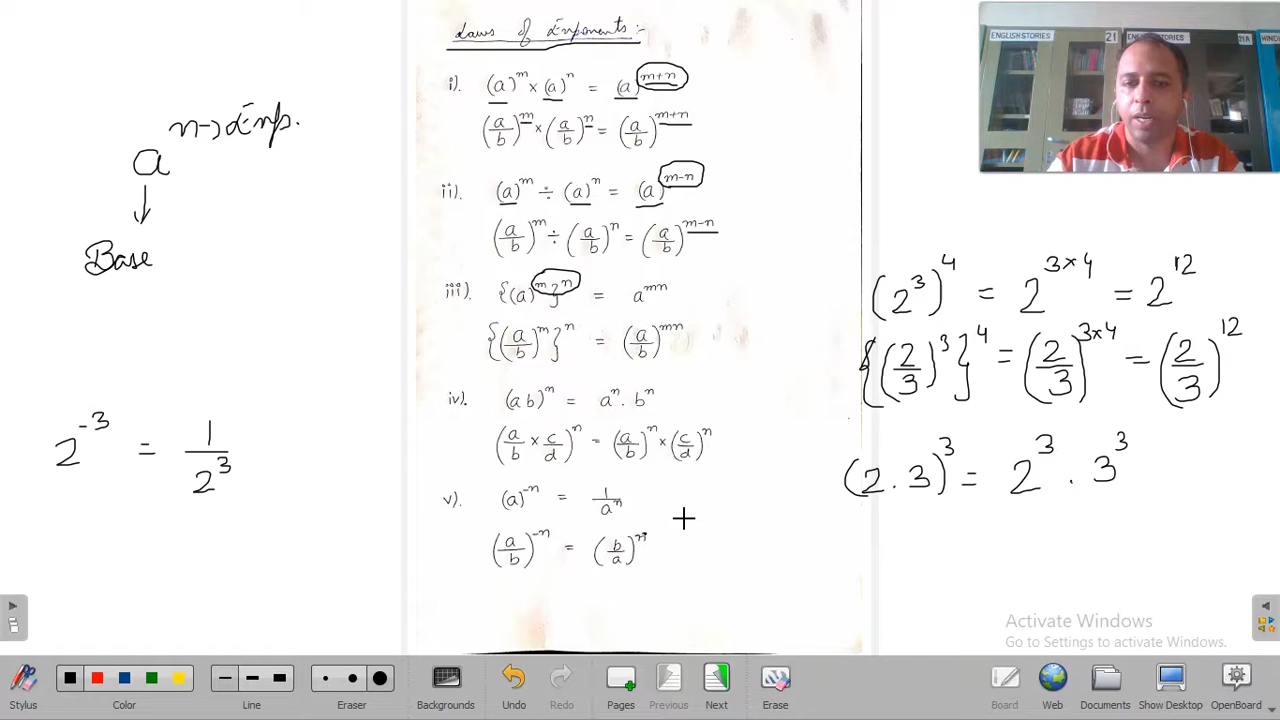 Laws of Exponents :-
i). (a)^m × (a)^n = (a)^m+n
(a/b)^m × (a/b)^n = (a/b)^m+n
ii). (a)^m ÷ (a)^n = (a)^m-n
(a/b)^m ÷ (a/b)^n = (a/b)^m-n
iii). {(a)^m}^n = a^mn
{(a/b)^m}^n = (a/b)^mn
iv). (ab)^n = a^n . b^n
(a/b × c/d)^n = (a/b)^n × (c/d)^n
v). (a)^-n = 1/a^n
(a/b)^-n = (b/a)^n
n→Exp.
a
↓
Base
2^-3 = 1/2^3
(2^3)^4 = 2^3×4 = 2^12
{(2/3)^3}^4 = (2/3)^3×4 = (2/3)^12
(2.3)^3 = 2^3 . 3^3
ENGLISH STORIES 21
21A
Activate Windows
Go to Settings to activate Windows.
Stylus Color Line Eraser Backgrounds Undo Redo Pages Previous Next Erase Board Web Documents Show Desktop OpenBoard